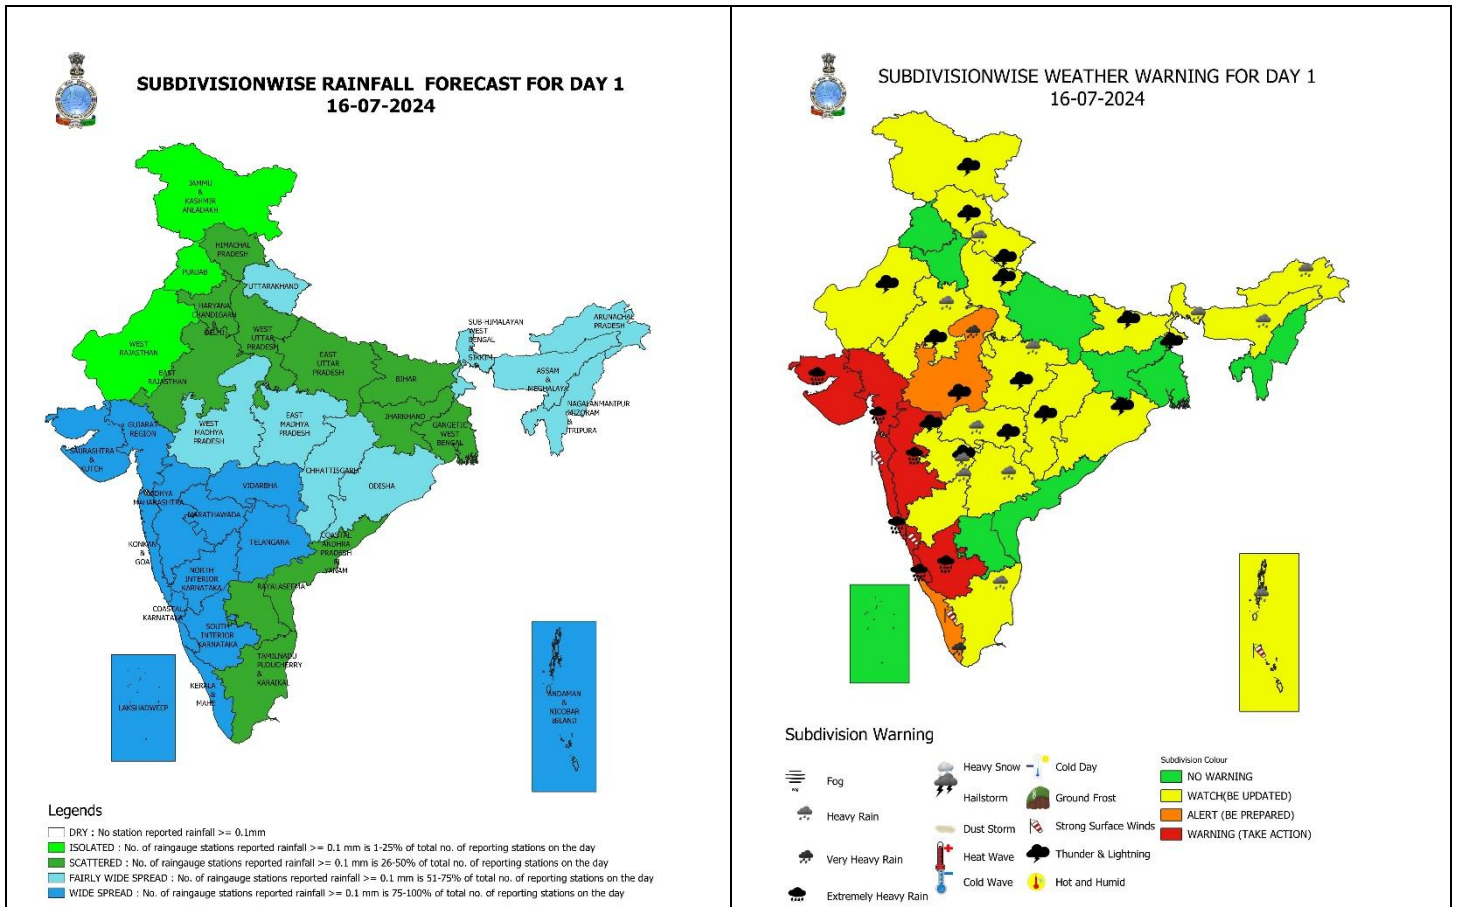 SUBDIVISIONWISE RAINFALL FORECAST FOR DAY 1
16-07-2024
JAMMU
&
KASHMIR
ANLADAKH
HIMACHAL
PRADESH
PUNJAB
UTTARAKHAND
HARYANA
CHANDIGARH
&
DELHI
WEST
UTTAR
PRADESH
WEST
RAJASTHAN
EAST
RAJASTHAN
EAST
UTTAR
PRADESH
BIHAR
SUB-HIMALAYAN
WEST
BENGAL
&
SIKKIM
ARUNACHAL
PRADESH
ASSAM
&
MEGHALAYA
NAGALANMANIPUR
MIZORAM
&
TRIPURA
JHARKHAND
GANGETIC
WEST
BENGAL
GUJARAT
REGION
SAURASHTRA
&
KUTCH
WEST
MADHYA
PRADESH
EAST
MADHYA
PRADESH
CHHATTISGARH
ODESHA
VIDARBHA
MADHYA
MAHARASHTRA
MARATHAWADA
KONKAN
&
GOA
TELANGANA
COASTAL
ANDHRA
PRADESH
&
YANAM
NORTH
INTERIOR
KARNATAKA
RAYALASEEMA
COASTAL
KARNATAKA
SOUTH
INTERIOR
KARNATAKA
TAMILNADU
PUDUCHERRY
&
KARAIKAL
KERALA
&
MAHE
LAKSHADWEEP
ANDAMAN
&
NICOBAR
ISLAND
Legends
DRY : No station reported rainfall >= 0.1mm
ISOLATED : No. of raingauge stations reported rainfall >= 0.1 mm is 1-25% of total no. of reporting stations on the day
SCATTERED : No. of raingauge stations reported rainfall >= 0.1 mm is 26-50% of total no. of reporting stations on the day
FAIRLY WIDE SPREAD : No. of raingauge stations reported rainfall >= 0.1 mm is 51-75% of total no. of reporting stations on the day
WIDE SPREAD : No. of raingauge stations reported rainfall >= 0.1 mm is 75-100% of total no. of reporting stations on the day
SUBDIVISIONWISE WEATHER WARNING FOR DAY 1
16-07-2024
Subdivision Warning
Fog
Heavy Rain
Very Heavy Rain
Extremely Heavy Rain
Heavy Snow
Hailstorm
Dust Storm
Heat Wave
Cold Wave
Cold Day
Ground Frost
Strong Surface Winds
Thunder & Lightning
Hot and Humid
Subdivision Colour
NO WARNING
WATCH(BE UPDATED)
ALERT (BE PREPARED)
WARNING (TAKE ACTION)